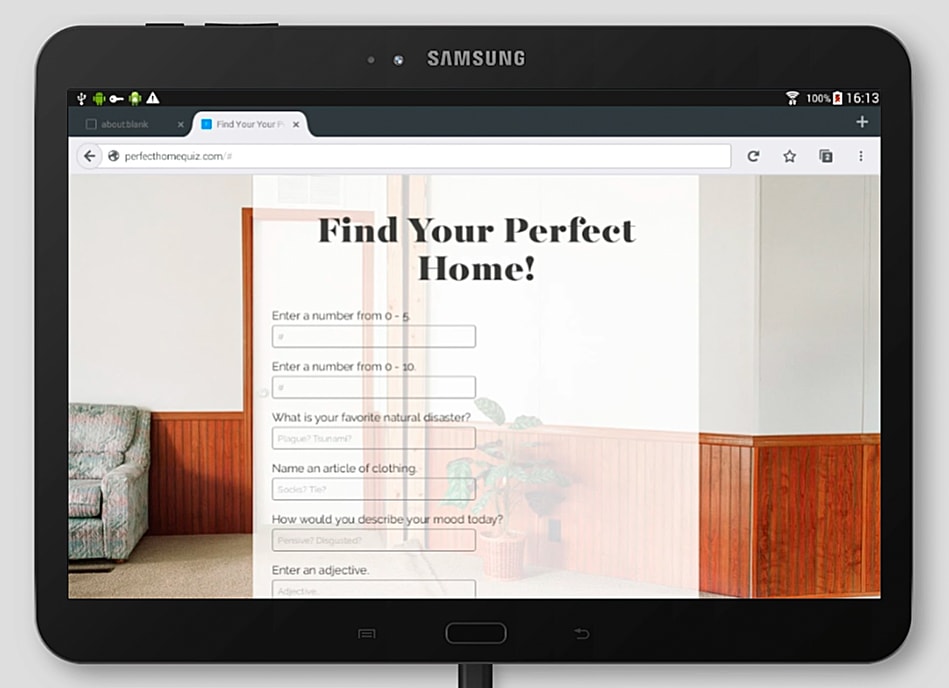 SAMSUNG
100% 16:13
about:blank
Find Your Your P
perfecthomequiz.com/#
Find Your Perfect
Home!
Enter a number from 0 - 5.
#
Enter a number from 0 - 10.
#
What is your favorite natural disaster?
Plague? Tsunami?
Name an article of clothing.
Socks? Tie?
How would you describe your mood today?
Pensive? Disgusted?
Enter an adjective.
Adjective.